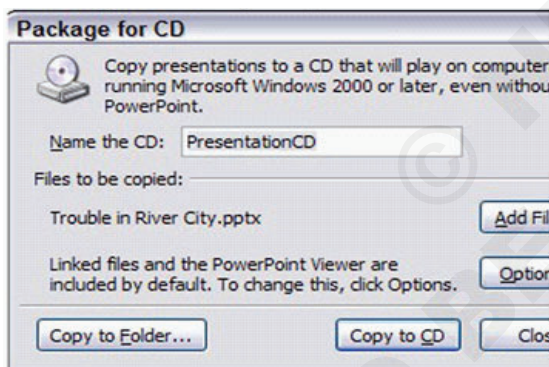 Package for CD
Copy presentations to a CD that will play on computer
running Microsoft Windows 2000 or later, even withou
PowerPoint.
Name the CD: PresentationCD
Files to be copied:
Trouble in River City.pptx
Add Fil
Linked files and the PowerPoint Viewer are
included by default. To change this, click Options.
Option
Copy to Folder...
Copy to CD
Clos